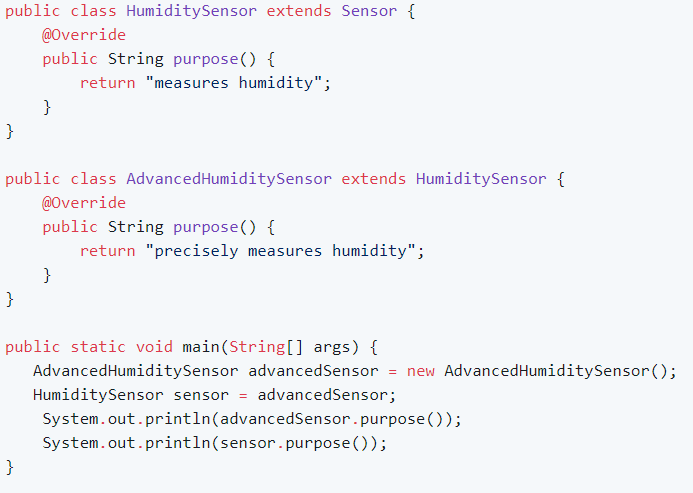 public class HumiditySensor extends Sensor {
    @Override
    public String purpose() {
        return "measures humidity";
    }
}

public class AdvancedHumiditySensor extends HumiditySensor {
    @Override
    public String purpose() {
        return "precisely measures humidity";
    }
}

public static void main(String[] args) {
   AdvancedHumiditySensor advancedSensor = new AdvancedHumiditySensor();
   HumiditySensor sensor = advancedSensor;
    System.out.println(advancedSensor.purpose());
    System.out.println(sensor.purpose());
}